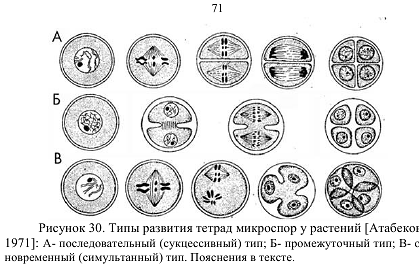 71
А
Б
В
Рисунок 30. Типы развития тетрад микроспор у растений [Атабеков
1971]: А- последовательный (сукцессивный) тип; Б- промежуточный тип; В- с
новременный (симультанный) тип. Пояснения в тексте.